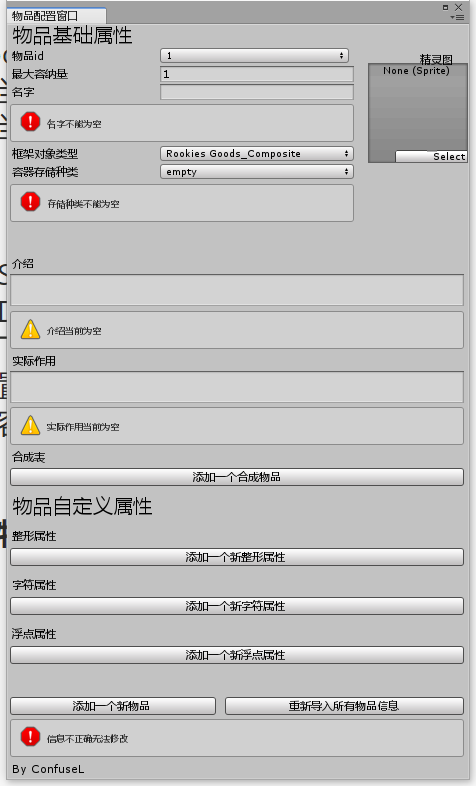 物品配置窗口
物品基础属性
物品id 1
精灵图
最大容纳量 1
None (Sprite)
名字
名字不能为空
框架对象类型 Rookies Goods_Composite
Select
容器存储种类 empty
存储种类不能为空
介绍
介绍当前为空
实际作用
实际作用当前为空
合成表
添加一个合成物品
物品自定义属性
整形属性
添加一个新整形属性
字符属性
添加一个新字符属性
浮点属性
添加一个新浮点属性
添加一个新物品 重新导入所有物品信息
信息不正确无法修改
By ConfuseL